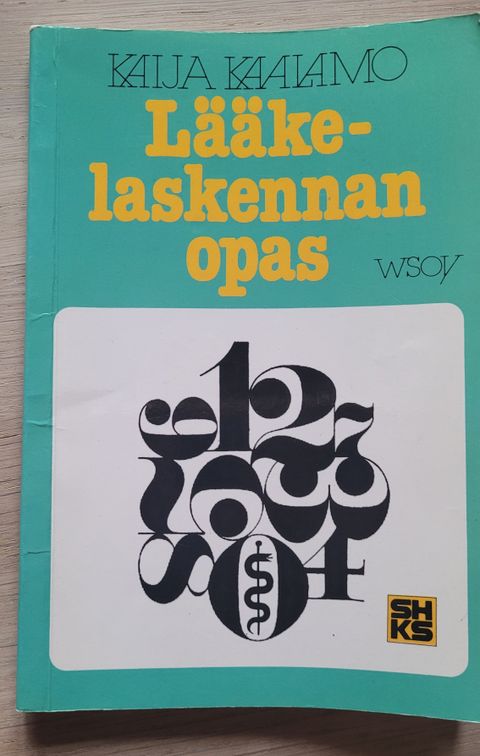 KAIJA KAALAMO
Lääke-
laskennan
opas
WSOY
SH
KS